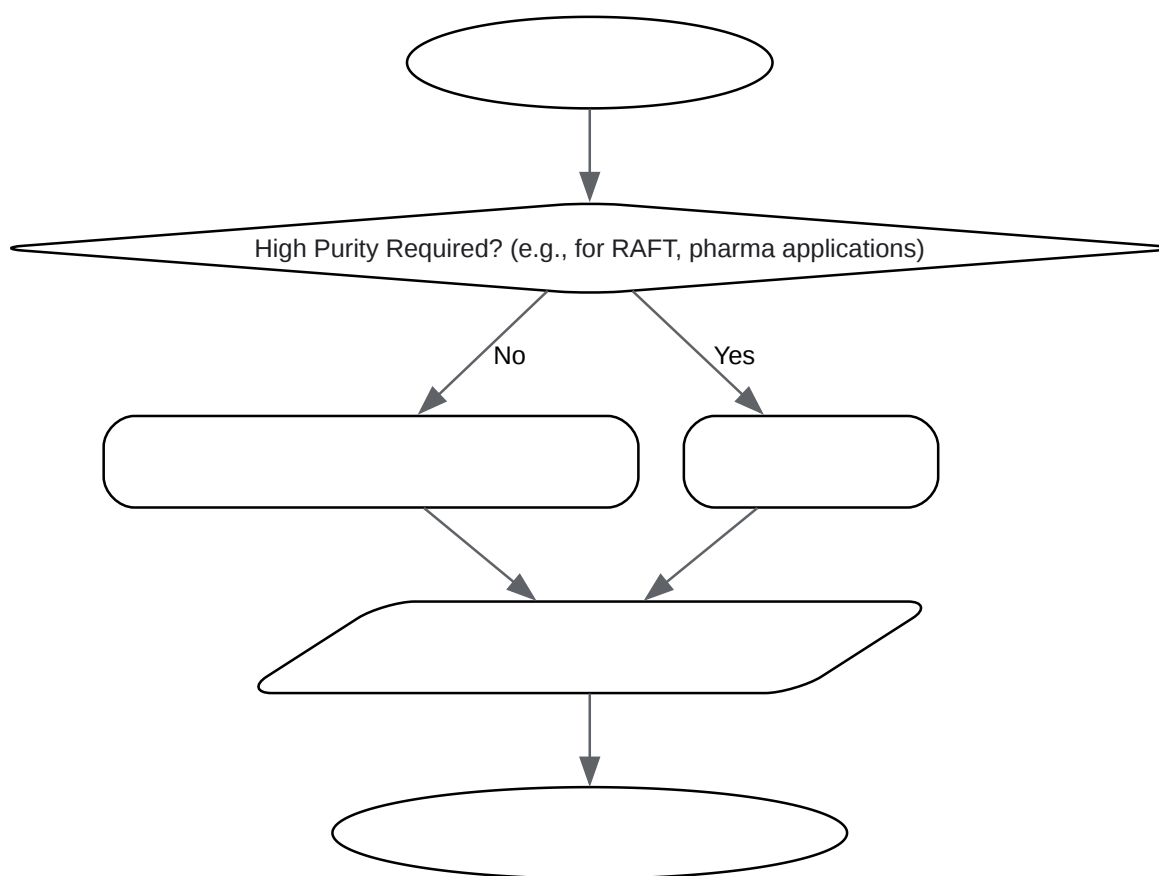 High Purity Required? (e.g., for RAFT, pharma applications)
No
Yes